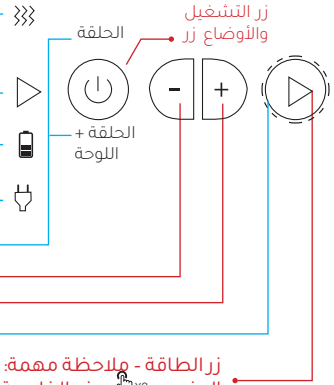 زر التشغيل
والأوضاع زر
الحلقة
- +
الحلقة +
اللوحة
زر الطاقة - ملاحظة مهمة: